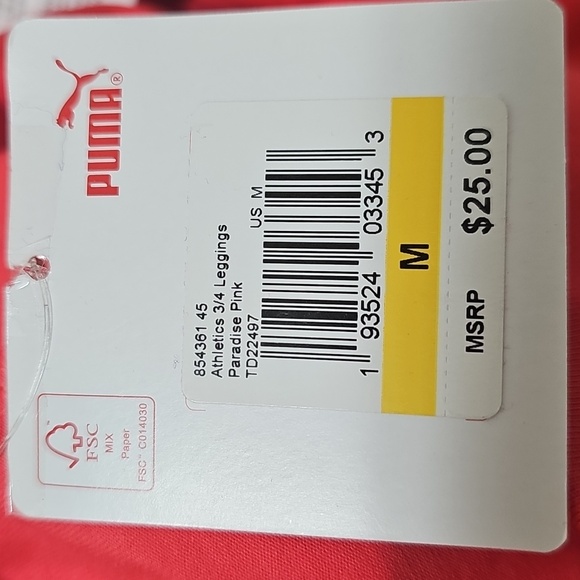 PUMA®
854361 45
Athletics 3/4 Leggings
Paradise Pink
TD22497 US M
1 93524 03345 3
M
MSRP $25.00
FSC
MIX
Paper
FSC™ C014030